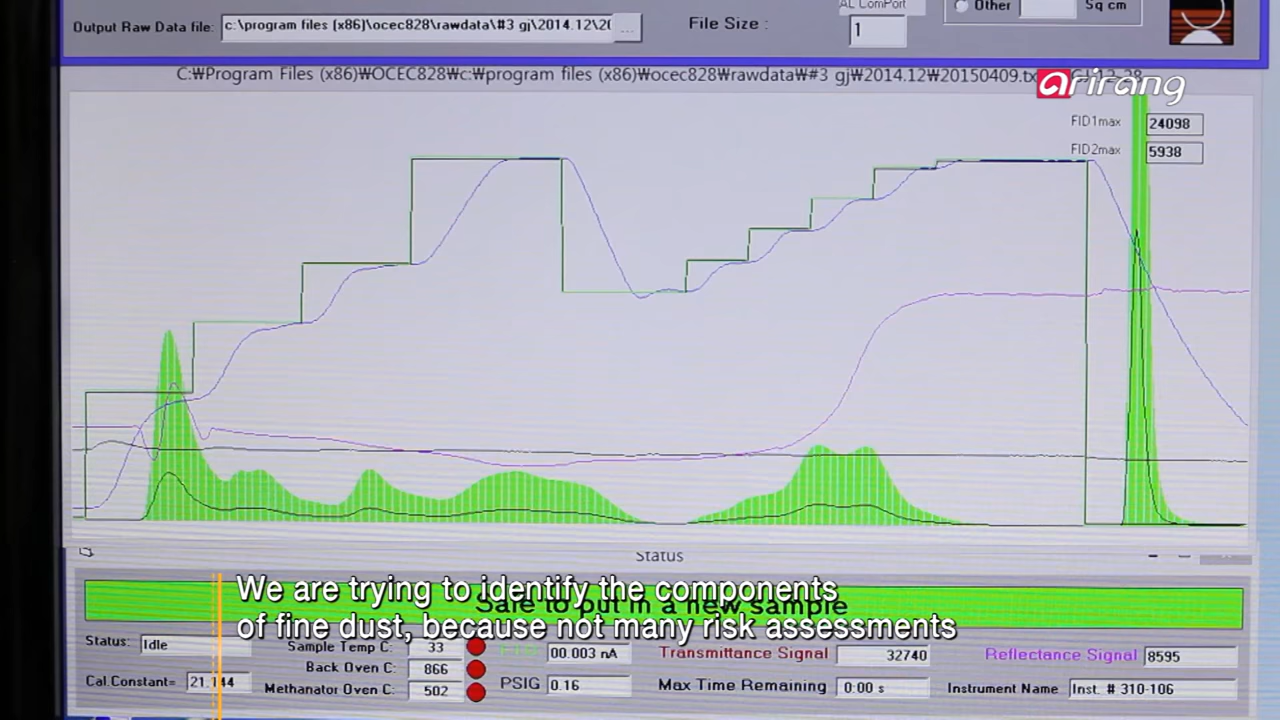 AL ComPort
Other
Sq cm
Output Raw Data file:
c:\program files (x86)\ocec828\rawdata\#3 gj\2014.12\20
...
File Size :
1
C:₩Program Files (x86)₩OCEC828₩c:₩program files (x86)₩ocec828₩rawdata₩#3 gj₩2014.12₩20150409.tx
arirang
FID1max
24098
FID2max
5938
Status
Safe to put in a new sample
We are trying to identify the components
of fine dust, because not many risk assessments
Status:
Idle
Sample Temp C:
33
00.003 nA
Transmittance Signal
32740
Reflectance Signal
8595
Back Oven C:
866
Cal.Constant=
Methanator Oven C:
502
PSIG
0.16
Max Time Remaining
0:00 s
Instrument Name
Inst. # 310-106